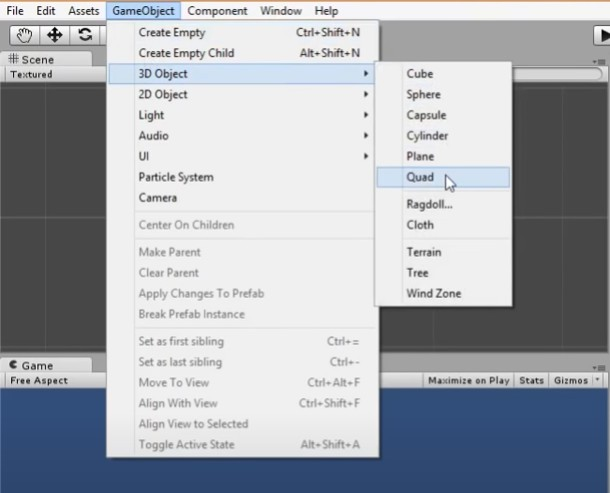 File Edit Assets GameObject Component Window Help
Create Empty Ctrl+Shift+N
Create Empty Child Alt+Shift+N
3D Object
2D Object
Light
Audio
UI
Particle System
Camera
Center On Children
Make Parent
Clear Parent
Apply Changes To Prefab
Break Prefab Instance
Set as first sibling Ctrl+=
Set as last sibling Ctrl+-
Move To View Ctrl+Alt+F
Align With View Ctrl+Shift+F
Align View to Selected
Toggle Active State Alt+Shift+A
Cube
Sphere
Capsule
Cylinder
Plane
Quad
Ragdoll...
Cloth
Terrain
Tree
Wind Zone
Scene
Textured
Game
Free Aspect Maximize on Play Stats Gizmos